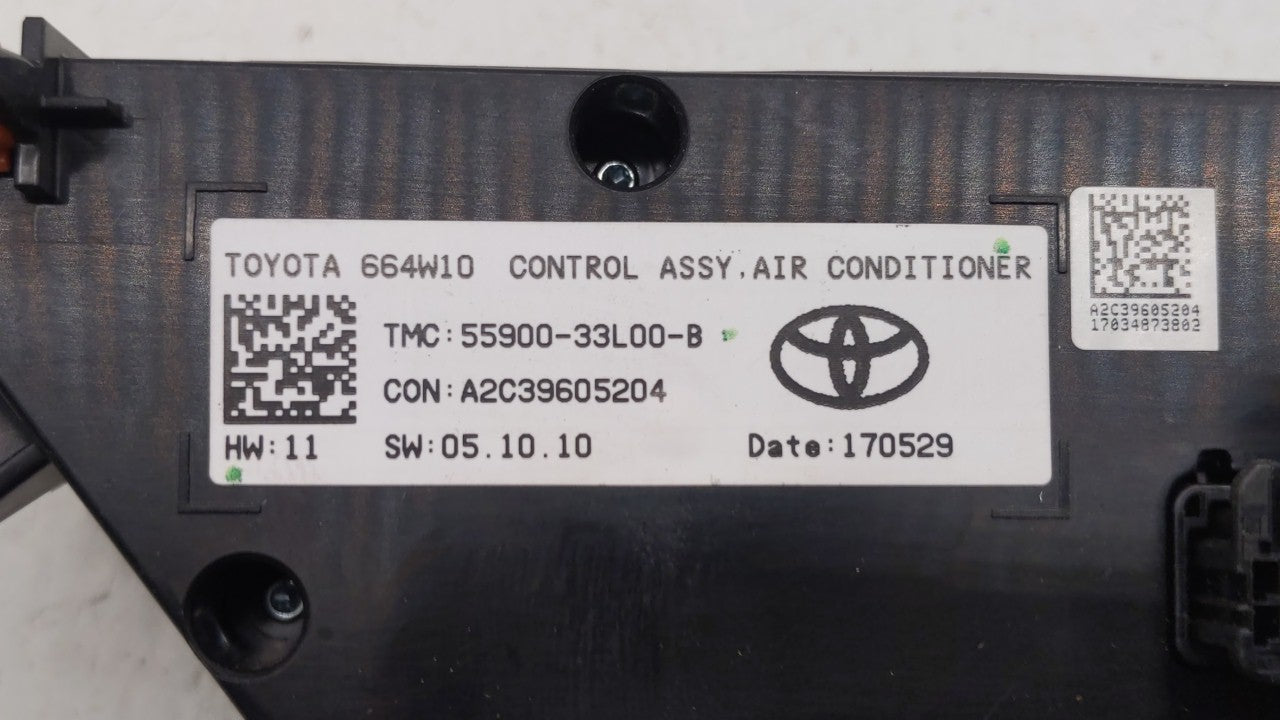 TOYOTA 664W10 CONTROL ASSY,AIR CONDITIONER
TMC:55900-33L00-B
CON:A2C39605204
HW:11 SW:05.10.10 Date:170529
A2C39605204
17034873802